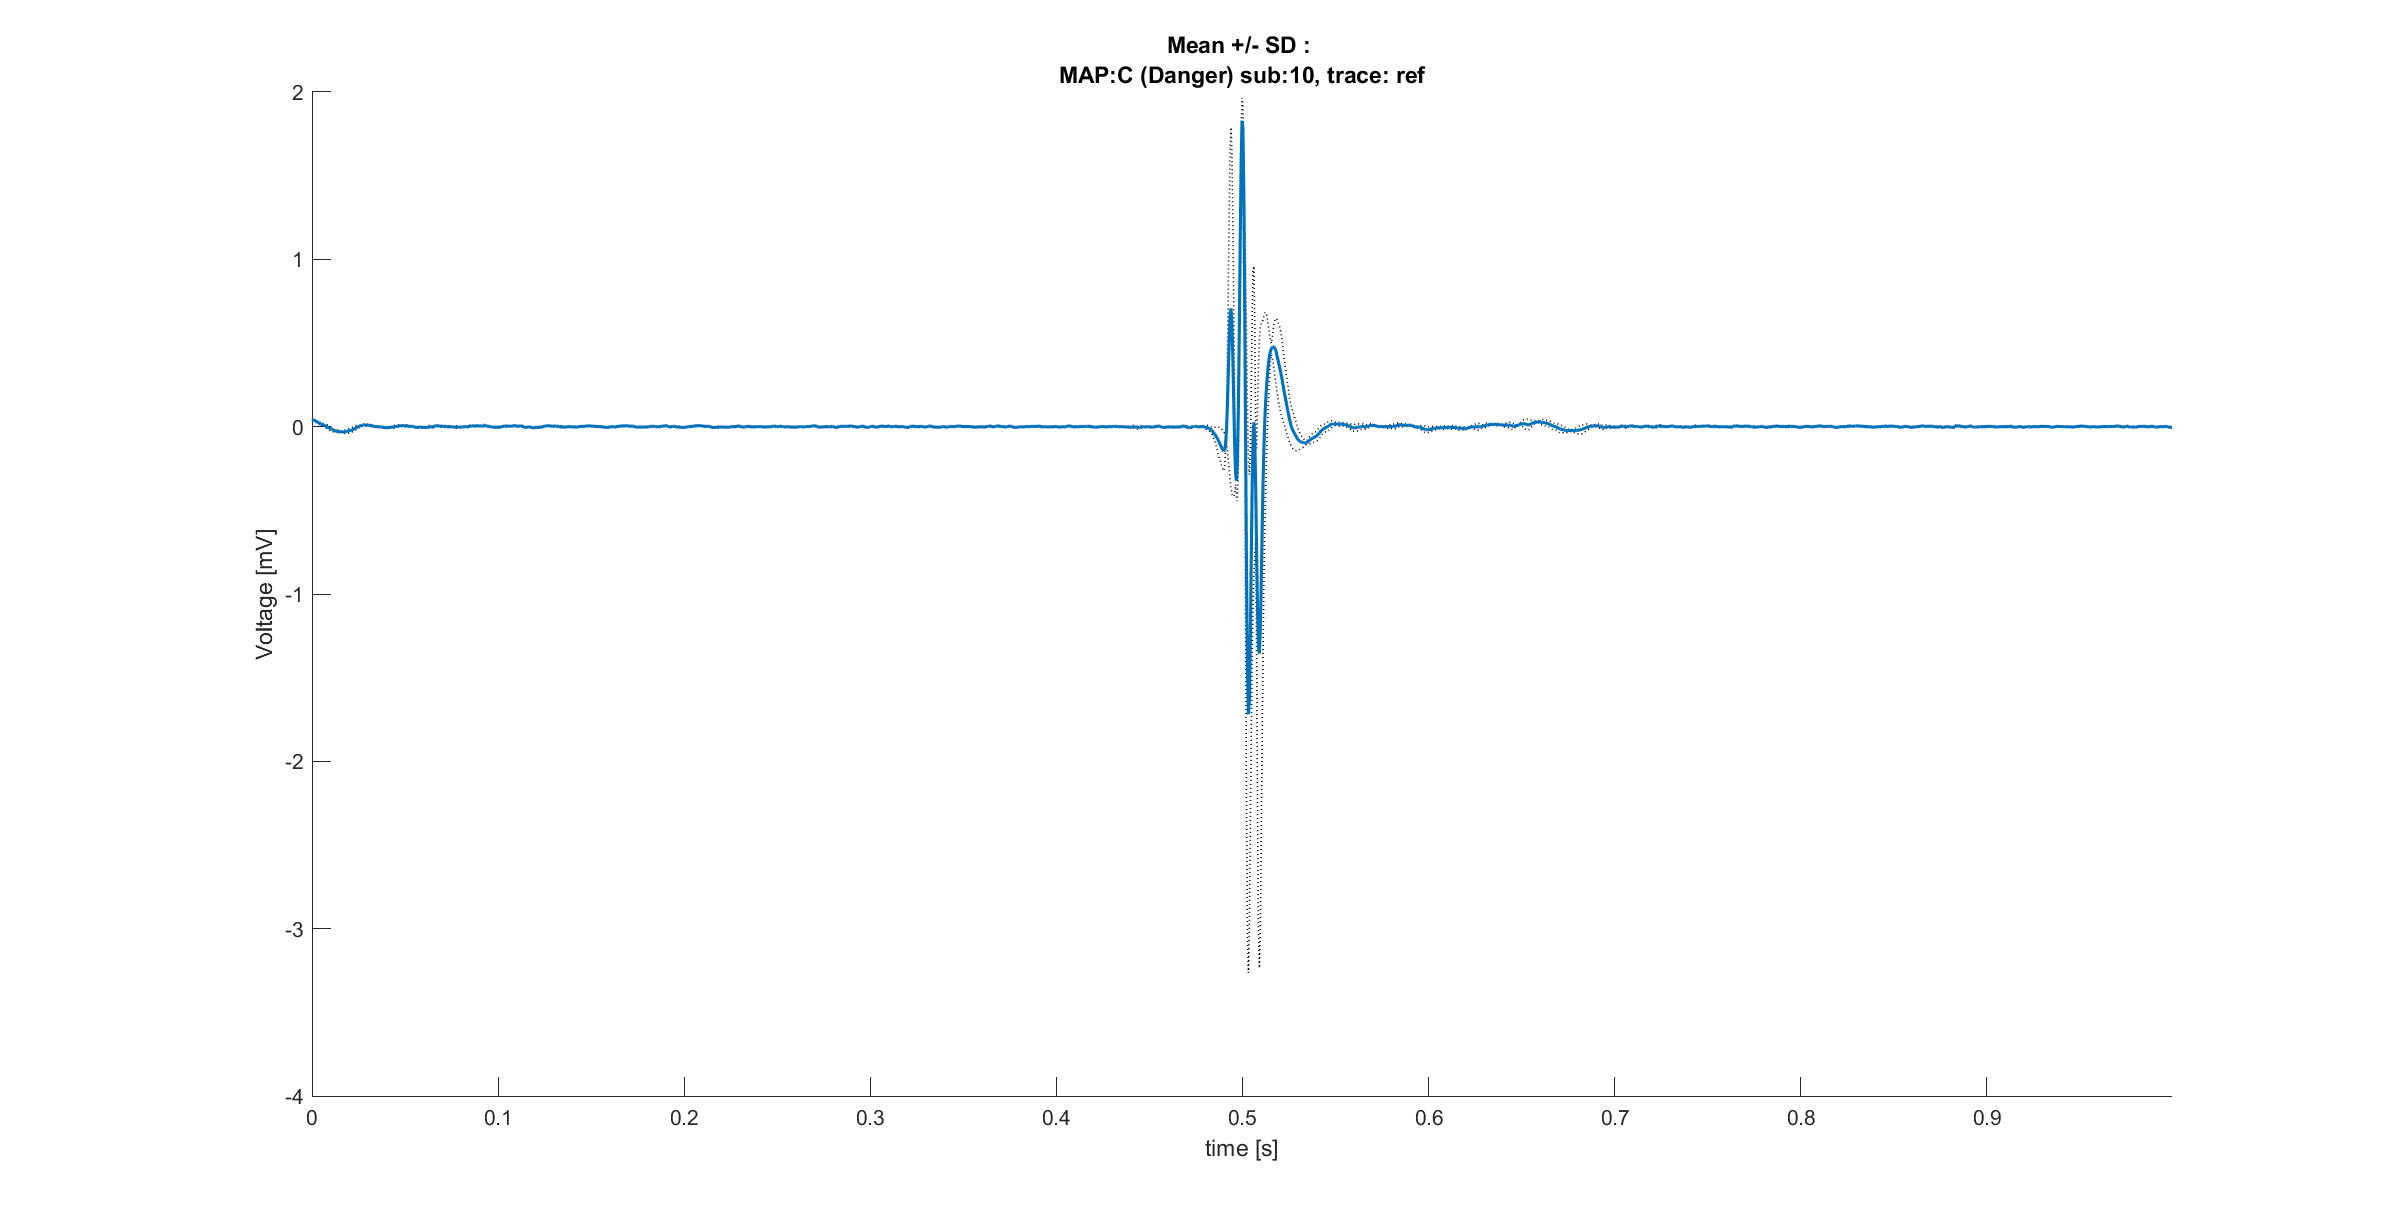 Mean +/- SD :
MAP:C (Danger) sub:10, trace: ref
2
1
0
-1
-2
-3
-4
Voltage [mV]
0 0.1 0.2 0.3 0.4 0.5 0.6 0.7 0.8 0.9
time [s]